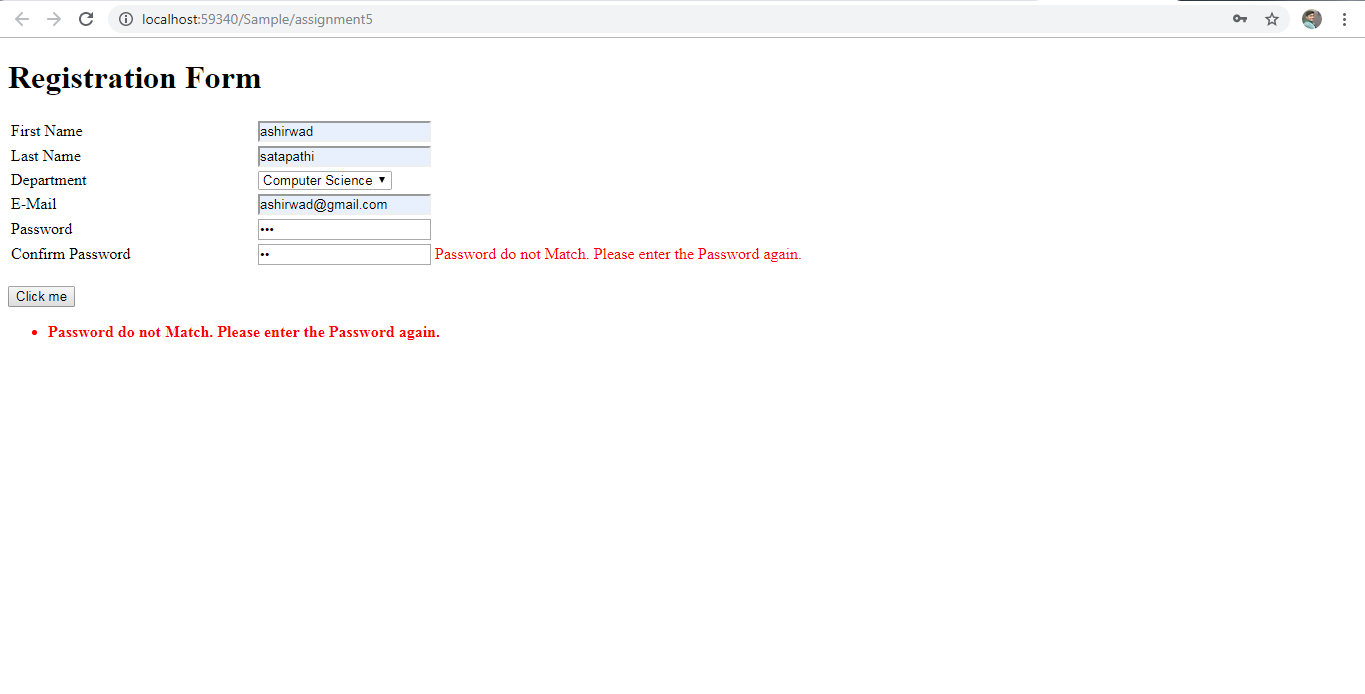 localhost:59340/Sample/assignment5
Registration Form
First Name ashirwad
Last Name satapathi
Department Computer Science
E-Mail ashirwad@gmail.com
Password •••
Confirm Password •• Password do not Match. Please enter the Password again.
Click me
• Password do not Match. Please enter the Password again.